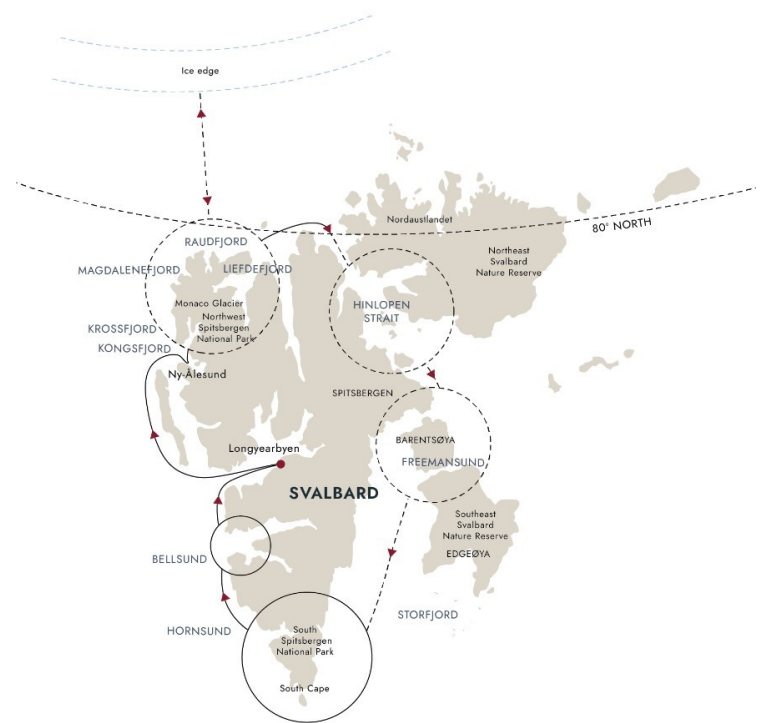 Ice edge
Nordaustlandet
80° NORTH
RAUDFJORD
Northeast
Svalbard
Nature Reserve
MAGDALENEFJORD
LIEFDEFJORD
Monaco Glacier
Northwest
Spitsbergen
National Park
HINLOPEN
STRAIT
KROSSFJORD
KONGSFJORD
Ny-Ålesund
SPITSBERGEN
BARENTSØYA
Longyearbyen
FREEMANSUND
SVALBARD
Southeast
Svalbard
Nature Reserve
EDGEØYA
BELLSUND
STORFJORD
HORNSUND
South
Spitsbergen
National Park
South Cape